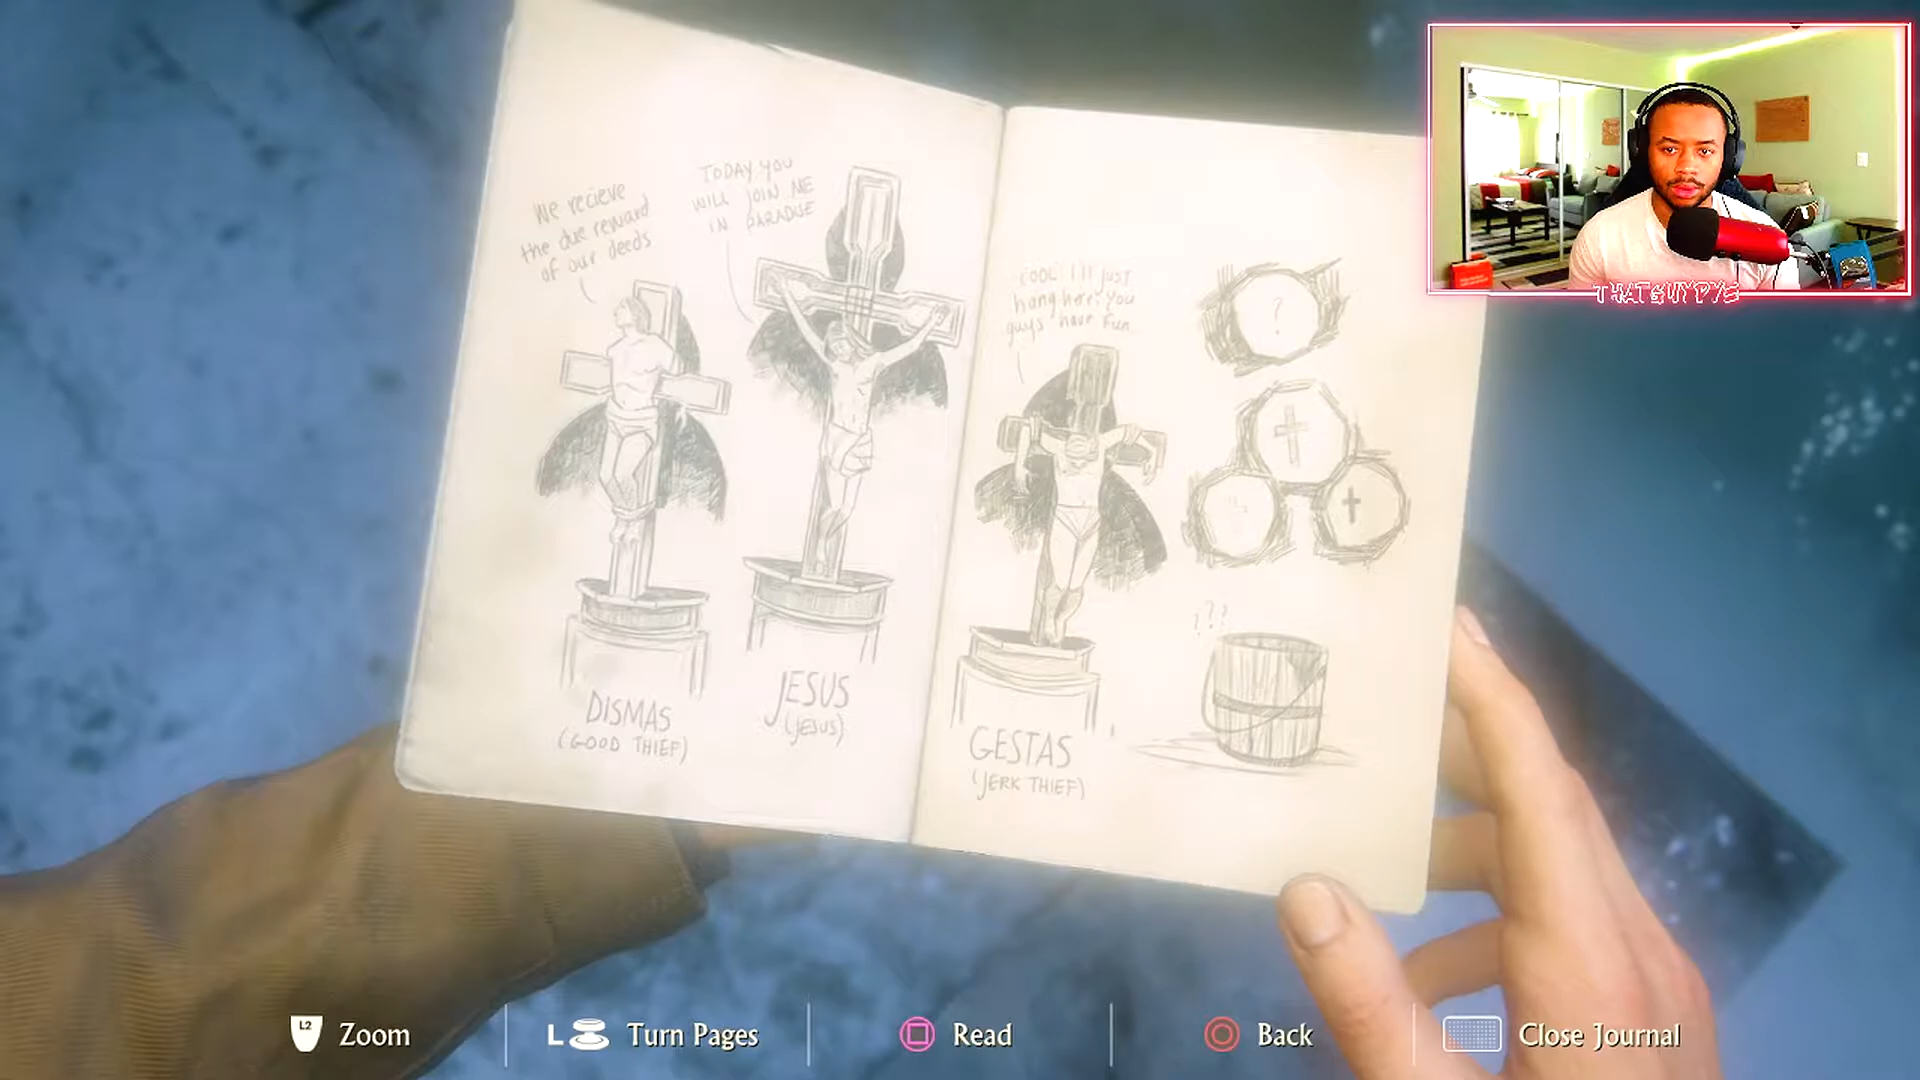 We recieve
the due reward
of our deeds
TODAY YOU
WILL JOIN ME
IN PARADISE
DISMAS
(GOOD THIEF)
JESUS
(JESUS)
COOL I'll JUST
hang here. you
guys have fun.
GESTAS
(JERK THIEF)
?
???
THATGUYPYE
L2 Zoom
L Turn Pages
Read
Back
Close Journal